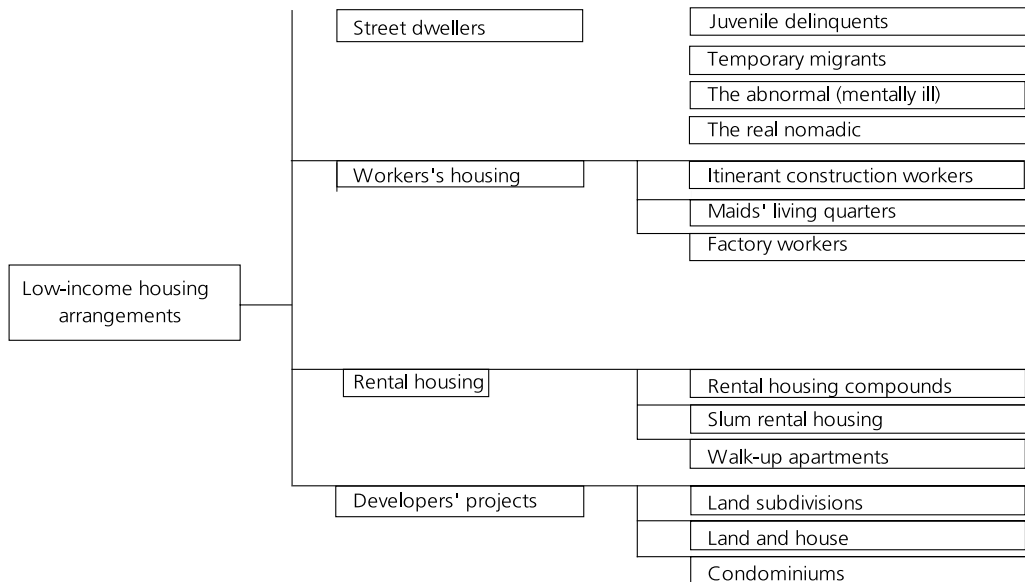 Street dwellers
Juvenile delinquents
Temporary migrants
The abnormal (mentally ill)
The real nomadic
Workers's housing
Itinerant construction workers
Maids' living quarters
Factory workers
Low-income housing
arrangements
Rental housing
Rental housing compounds
Slum rental housing
Walk-up apartments
Developers' projects
Land subdivisions
Land and house
Condominiums